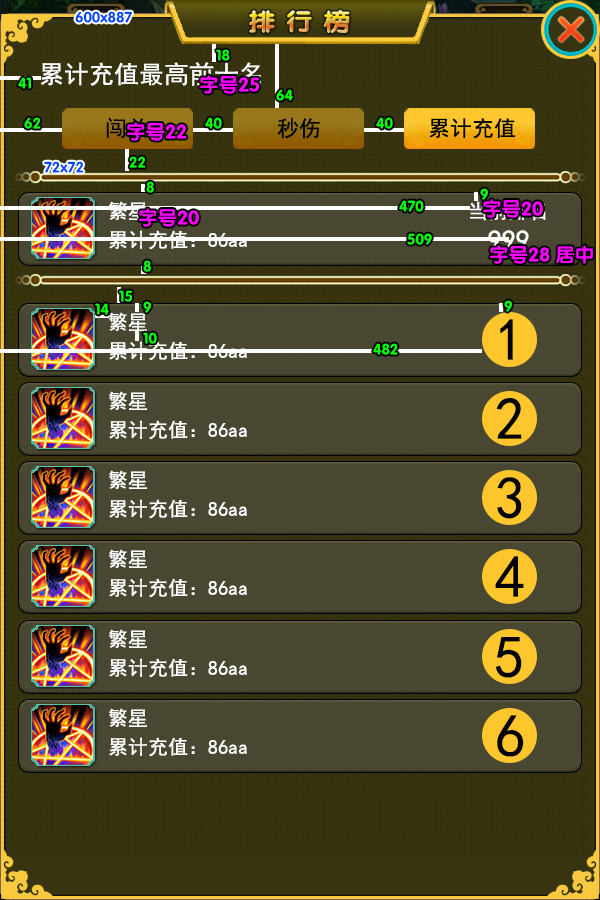 600x887
排行榜
18
累计充值最高前十名
41
字号25
64
62
闯关
字号22
40
秒伤
40
累计充值
22
72x72
8
繁星
字号20
470
9
当前排名
字号20
累计充值：86aa
509
999
字号28 居中
8
15
14
9
9
繁星
10
累计充值：86aa
482
1
繁星
累计充值：86aa
2
繁星
累计充值：86aa
3
繁星
累计充值：86aa
4
繁星
累计充值：86aa
5
繁星
累计充值：86aa
6